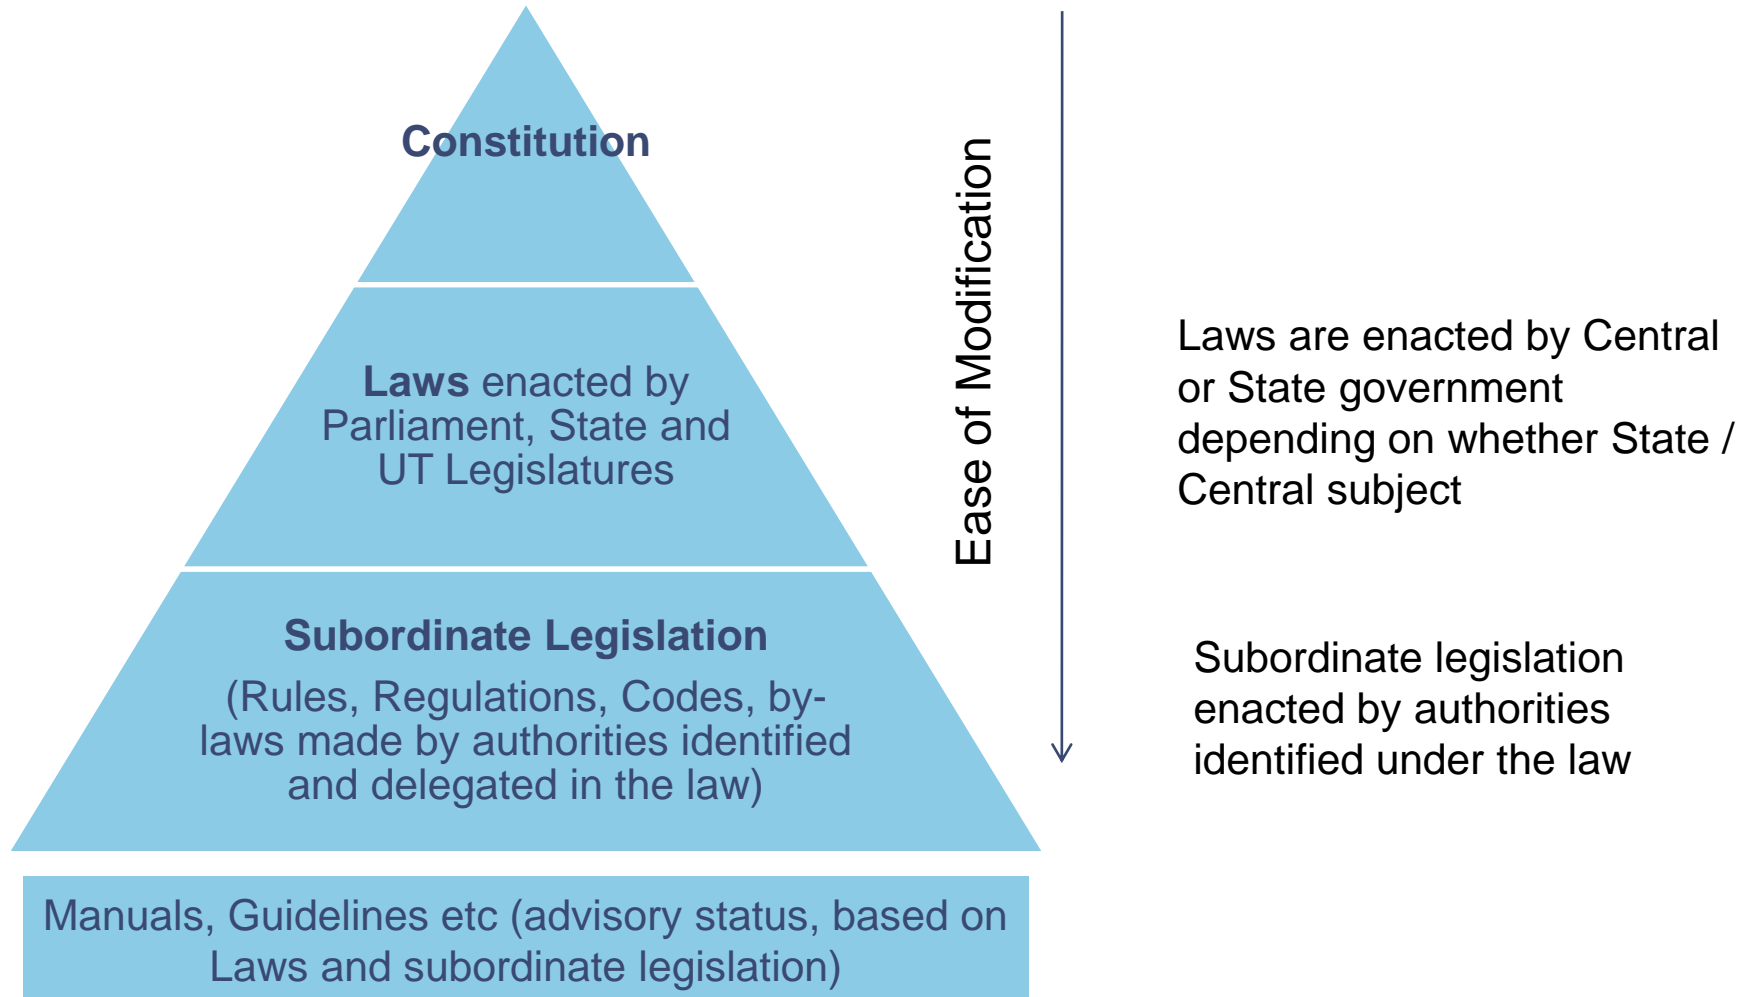 Constitution
Laws enacted by
Parliament, State and
UT Legislatures
Subordinate Legislation
(Rules, Regulations, Codes, by-
laws made by authorities identified
and delegated in the law)
Manuals, Guidelines etc (advisory status, based on
Laws and subordinate legislation)
Ease of Modification
Laws are enacted by Central
or State government
depending on whether State /
Central subject
Subordinate legislation
enacted by authorities
identified under the law